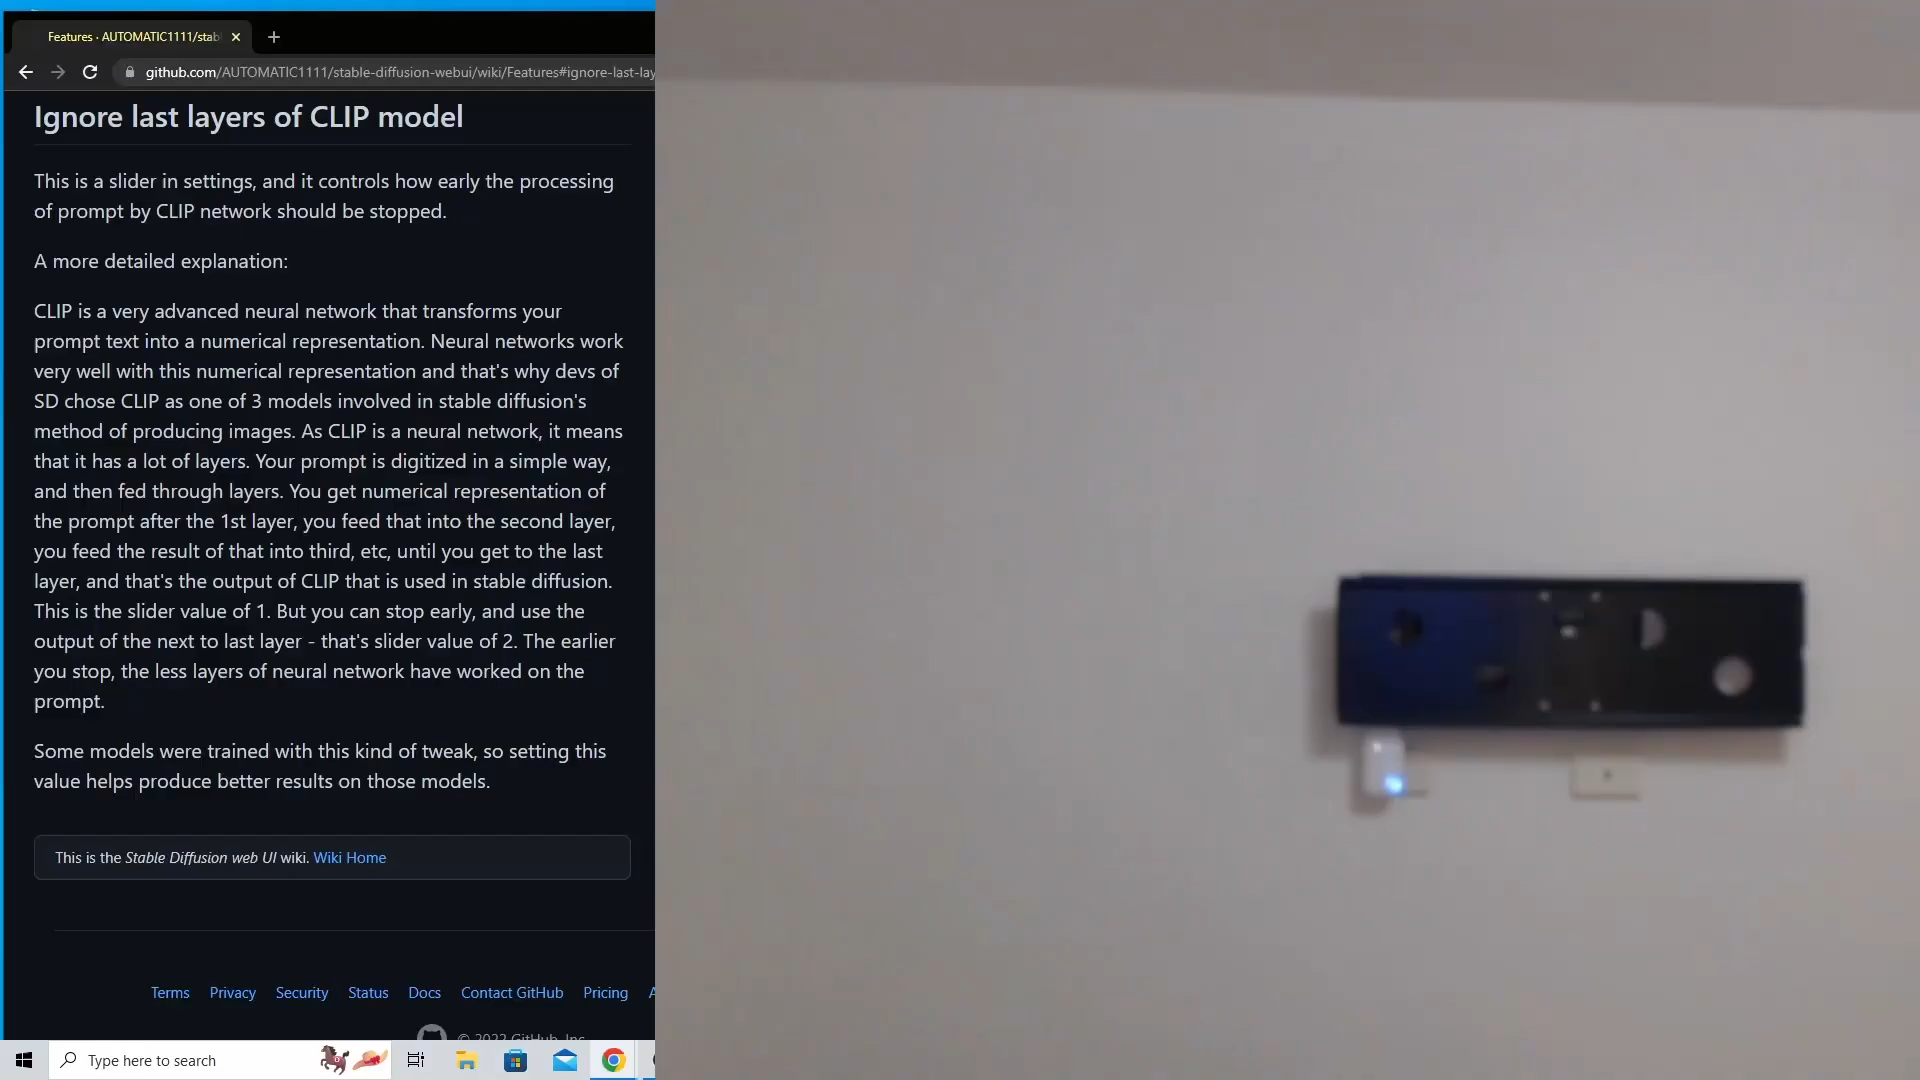 Features · AUTOMATIC1111/stab
github.com/AUTOMATIC1111/stable-diffusion-webui/wiki/Features#ignore-last-lay
Ignore last layers of CLIP model
This is a slider in settings, and it controls how early the processing
of prompt by CLIP network should be stopped.
A more detailed explanation:
CLIP is a very advanced neural network that transforms your
prompt text into a numerical representation. Neural networks work
very well with this numerical representation and that's why devs of
SD chose CLIP as one of 3 models involved in stable diffusion's
method of producing images. As CLIP is a neural network, it means
that it has a lot of layers. Your prompt is digitized in a simple way,
and then fed through layers. You get numerical representation of
the prompt after the 1st layer, you feed that into the second layer,
you feed the result of that into third, etc, until you get to the last
layer, and that's the output of CLIP that is used in stable diffusion.
This is the slider value of 1. But you can stop early, and use the
output of the next to last layer - that's slider value of 2. The earlier
you stop, the less layers of neural network have worked on the
prompt.
Some models were trained with this kind of tweak, so setting this
value helps produce better results on those models.
This is the Stable Diffusion web UI wiki. Wiki Home
Terms Privacy Security Status Docs Contact GitHub Pricing A
© 2022 GitHub, Inc.
Type here to search